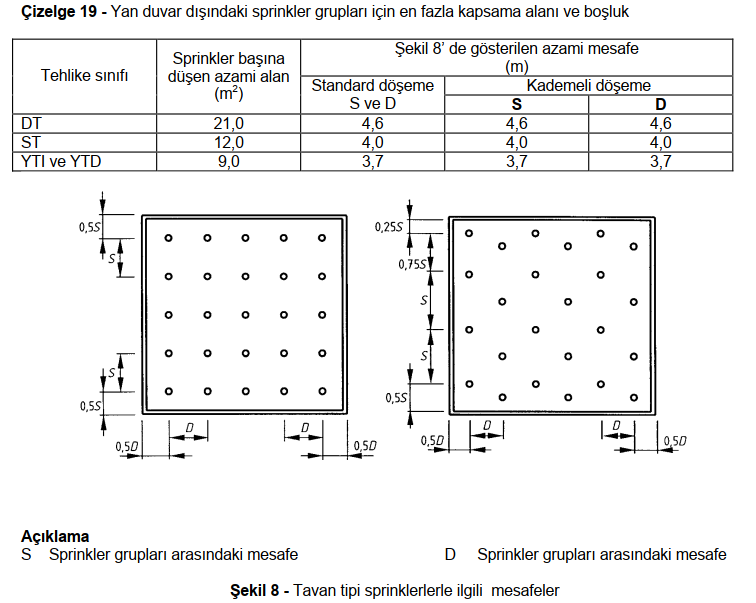 Çizelge 19 - Yan duvar dışındaki sprinkler grupları için en fazla kapsama alanı ve boşluk
Tehlike sınıfı
Sprinkler başına
düşen azami alan
(m²)
Şekil 8' de gösterilen azami mesafe
(m)
Standard döşeme
S ve D
Kademeli döşeme
S D
DT 21,0 4,6 4,6 4,6
ST 12,0 4,0 4,0 4,0
YTI ve YTD 9,0 3,7 3,7 3,7
0,5S
S
S
0,5S
D D
0,5D 0,5D
0,25S
0,75S
S
S
0,5S
D D
0,5D 0,5D
Açıklama
S Sprinkler grupları arasındaki mesafe D Sprinkler grupları arasındaki mesafe
Şekil 8 - Tavan tipi sprinklerlerle ilgili mesafeler